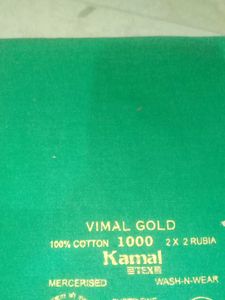 VIMAL GOLD
100% COTTON 1000 2 X 2 RUBIA
Kamal
TEX
MERCERISED WASH-N-WEAR